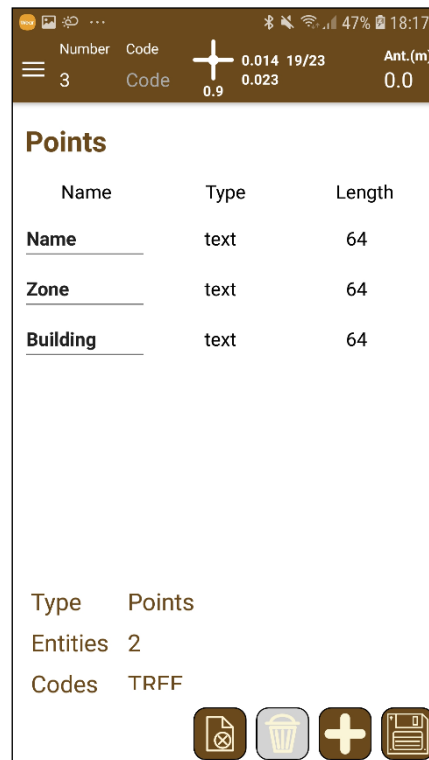 47% 18:17
Number Code 0.014 19/23 Ant.(m)
3 Code 0.9 0.023 0.0
Points
Name Type Length
Name text 64
Zone text 64
Building text 64
Type Points
Entities 2
Codes